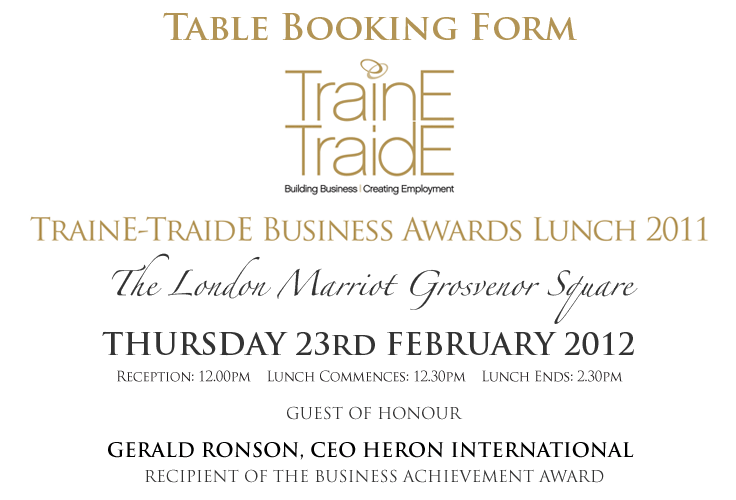 Table Booking Form
TrainE
TraidE
Building Business | Creating Employment
TrainE-TraidE Business Awards Lunch 2011
The London Marriot Grosvenor Square
THURSDAY 23RD FEBRUARY 2012
Reception: 12.00pm Lunch Commences: 12.30pm Lunch Ends: 2.30pm
GUEST OF HONOUR
GERALD RONSON, CEO HERON INTERNATIONAL
RECIPIENT OF THE BUSINESS ACHIEVEMENT AWARD